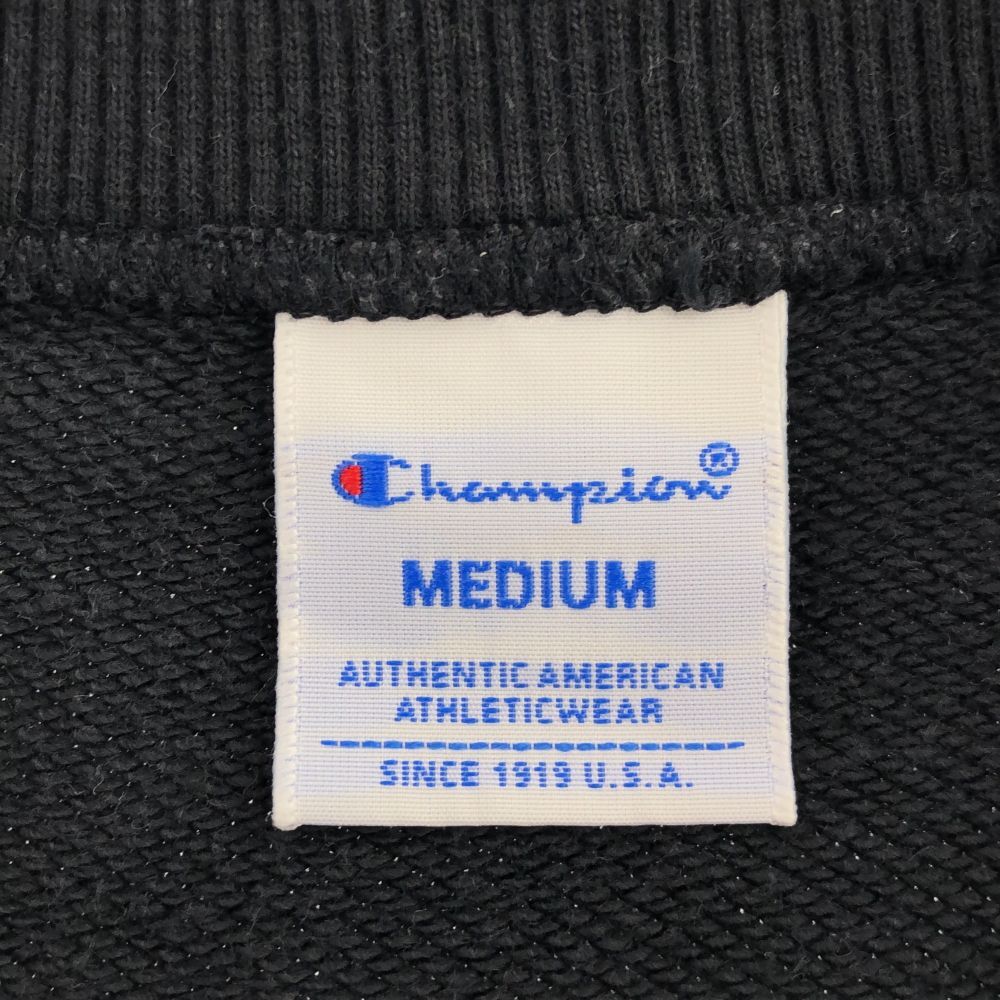 Champion®
MEDIUM
AUTHENTIC AMERICAN
ATHLETICWEAR
SINCE 1919 U.S.A.